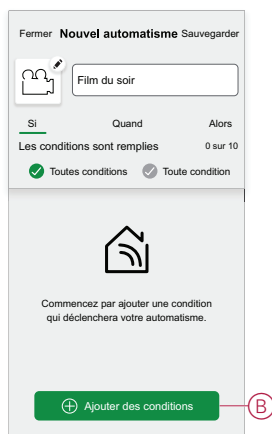 Fermer Nouvel automatisme Sauvegarder
Film du soir
Si Quand Alors
Les conditions sont remplies 0 sur 10
Toutes conditions Toute condition
Commencez par ajouter une condition
qui déclenchera votre automatisme.
Ajouter des conditions B